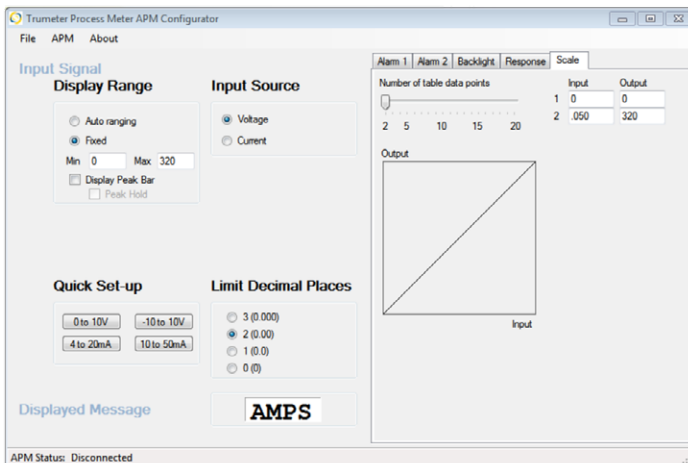 Trumeter Process Meter APM Configurator
File APM About
Input Signal
Display Range
Auto ranging
Fixed
Min 0 Max 320
Display Peak Bar
Peak Hold
Input Source
Voltage
Current
Quick Set-up
0 to 10V -10 to 10V
4 to 20mA 10 to 50mA
Limit Decimal Places
3 (0.000)
2 (0.00)
1 (0.0)
0 (0)
Displayed Message
AMPS
Alarm 1 Alarm 2 Backlight Response Scale
Number of table data points
2 5 10 15 20
Input Output
1 0 0
2 .050 320
Output
Input
APM Status: Disconnected